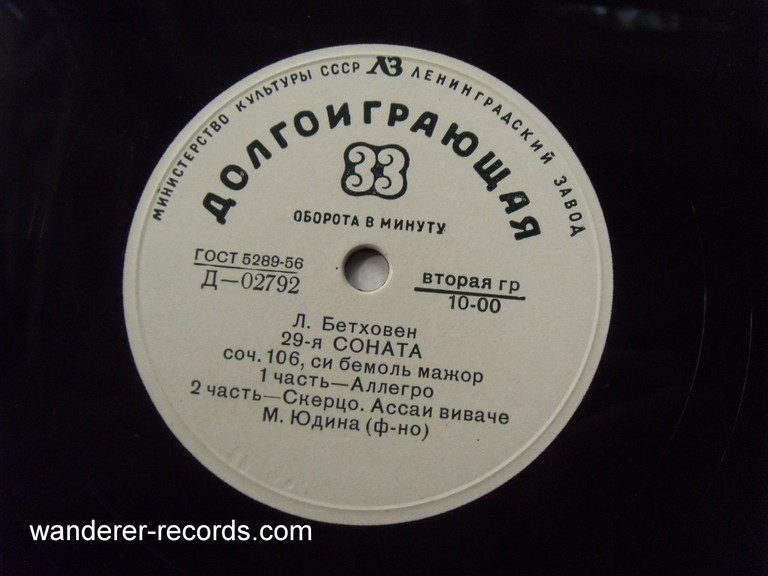 МИНИСТЕРСТВО КУЛЬТУРЫ СССР ЛЗ ЛЕНИНГРАДСКИЙ ЗАВОД
ДОЛГОИГРАЮЩАЯ
33
ОБОРОТА В МИНУТУ
ГОСТ 5289-56
Д—02792
вторая гр
10-00
Л. Бетховен
29-я СОНАТА
соч. 106, си бемоль мажор
1 часть—Аллегро
2 часть—Скерцо. Ассаи виваче
М. Юдина (ф-но)
wanderer-records.com